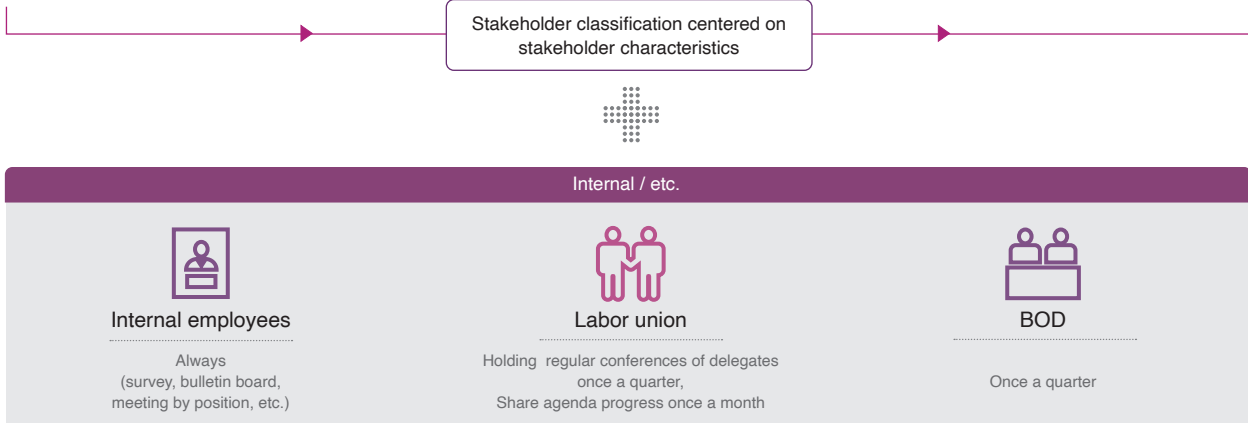 Stakeholder classification centered on
stakeholder characteristics
Internal / etc.
Internal employees
Always
(survey, bulletin board,
meeting by position, etc.)
Labor union
Holding regular conferences of delegates
once a quarter,
Share agenda progress once a month
BOD
Once a quarter